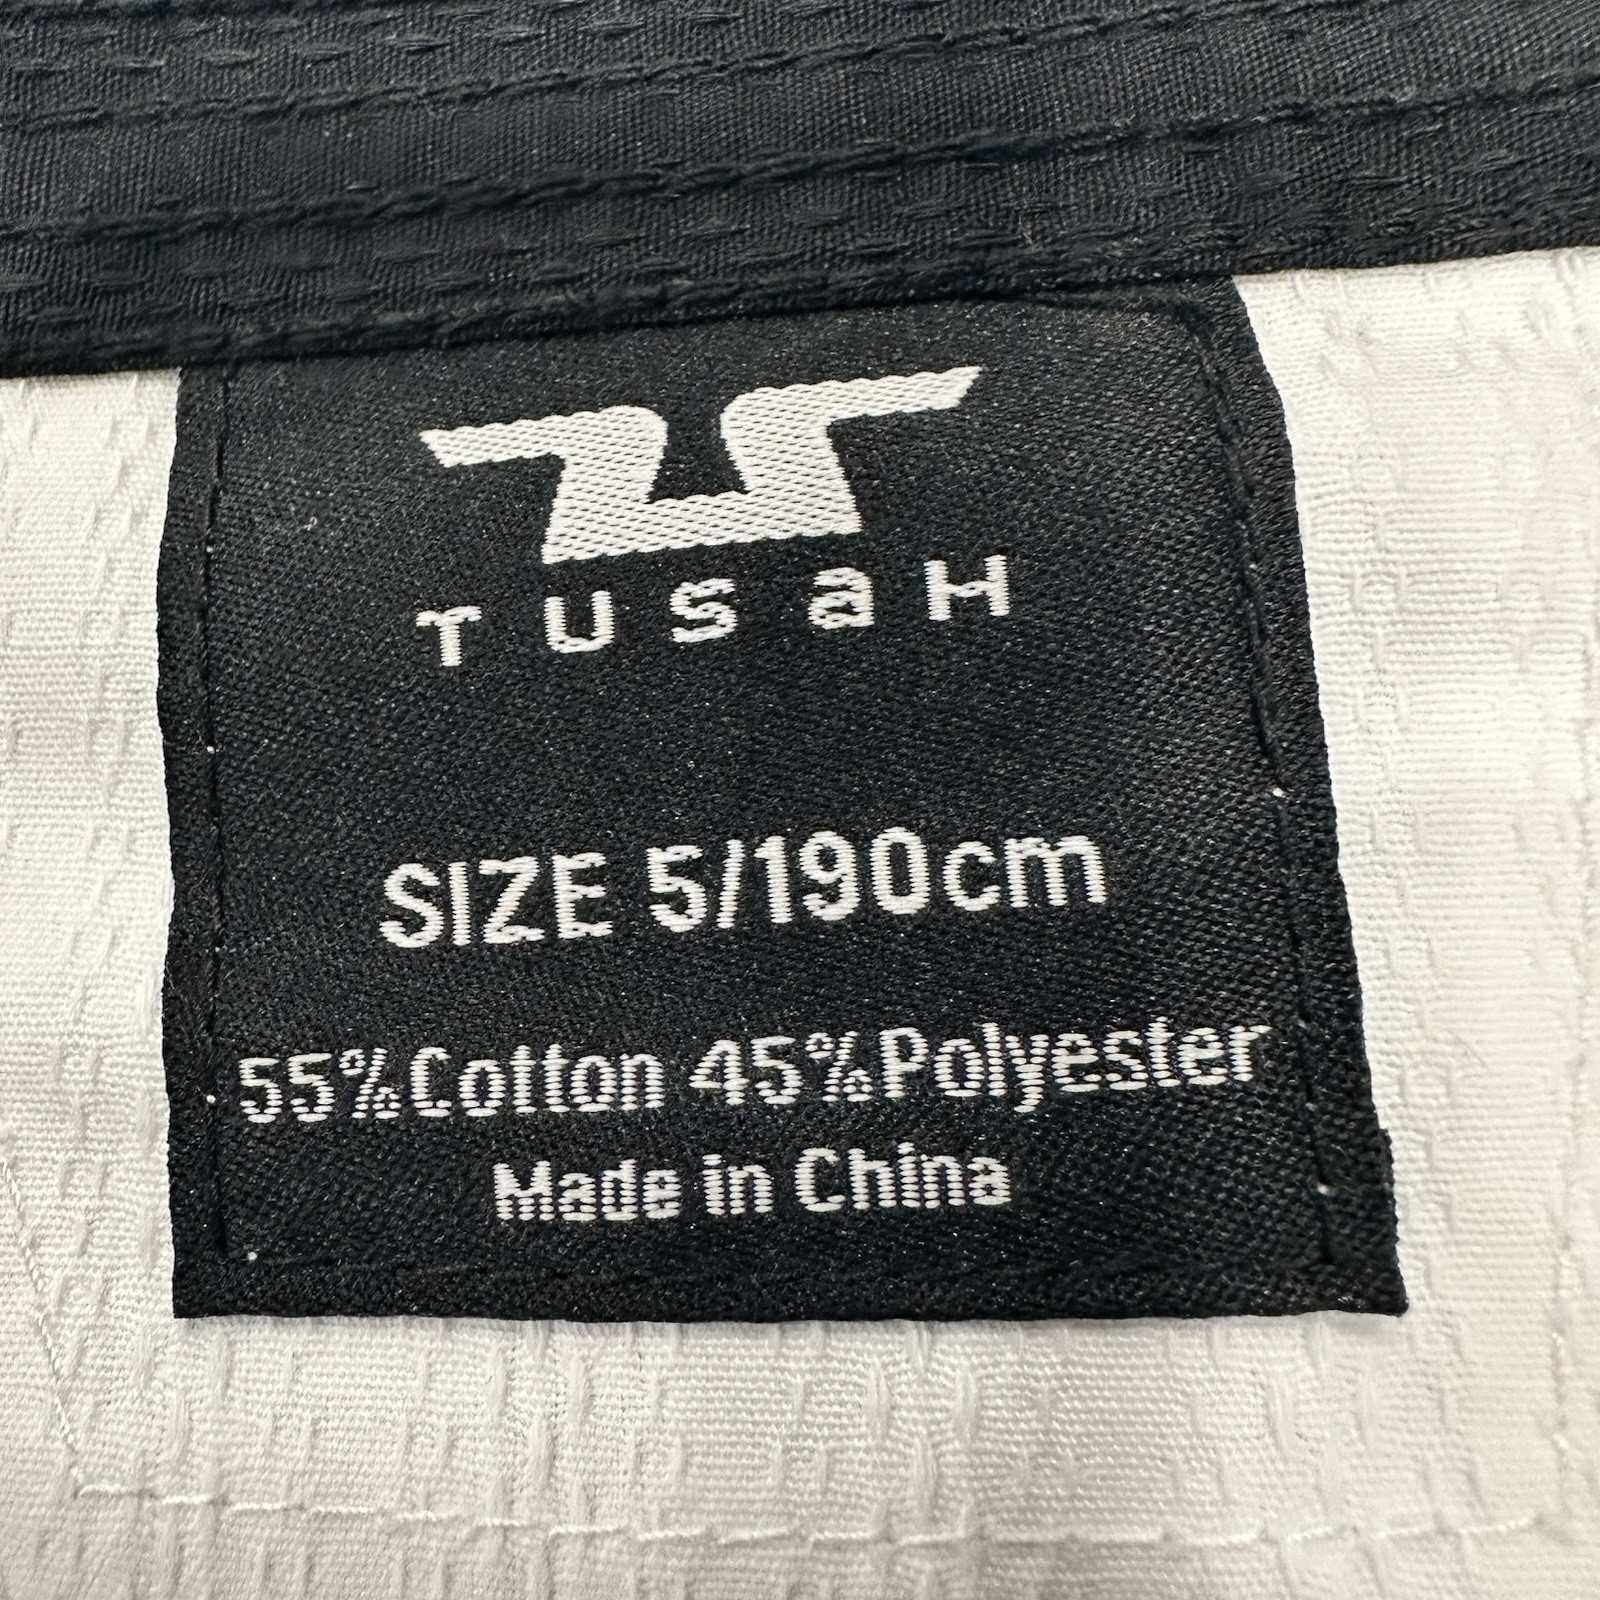 TUSaH
SIZE 5/190cm
55%Cotton 45%Polyester
Made in China